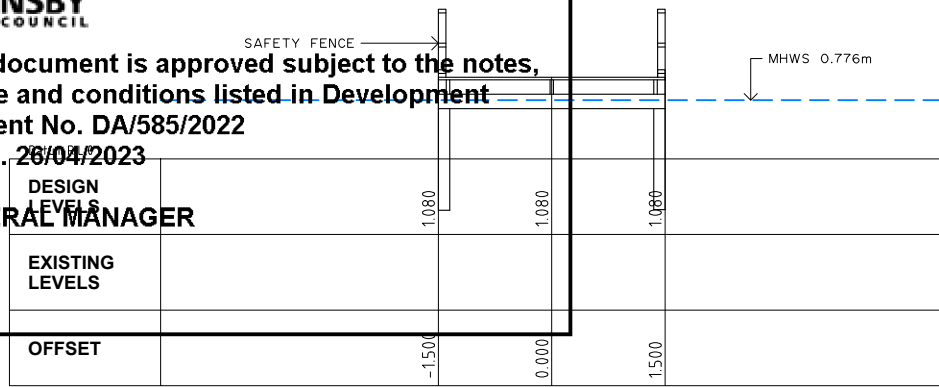 NSBY
COUNCIL
SAFETY FENCE
MHWS 0.776m
document is approved subject to the notes,
e and conditions listed in Development
ent No. DA/585/2022
. 26/04/2023
DESIGN
LEVELS
1.080
1.080
1.080
ERAL MANAGER
EXISTING
LEVELS
OFFSET
-1.500
0.000
1.500